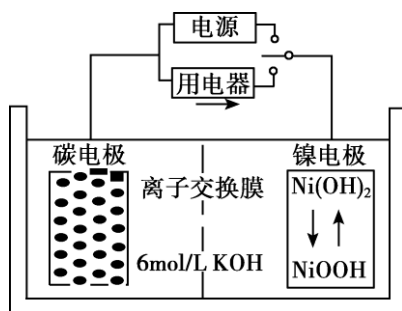 电源
用电器
碳电极
镍电极
离子交换膜
Ni(OH)₂
6mol/L KOH
NiOOH